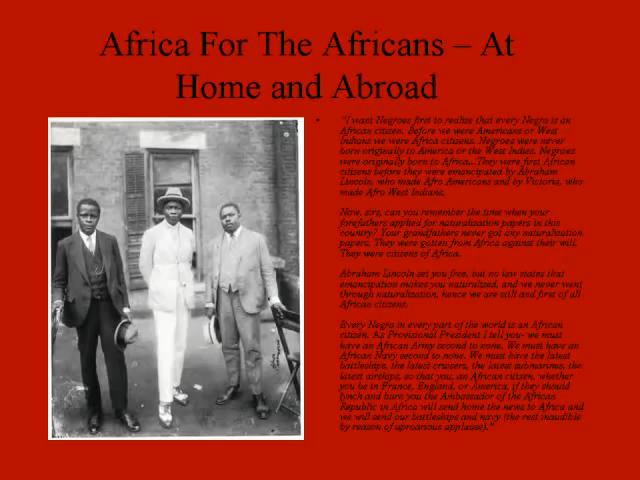 Africa For The Africans – At
Home and Abroad
• "I want Negroes first to realize that every Negro is an
African citizen. Before we were Americans or West
Indians we were Africa citizens. Negroes were never
born originally to America or the West Indies. Negroes
were originally born to Africa...They were first African
citizens before they were emancipated by Abraham
Lincoln, who made Afro Americans and by Victoria, who
made Afro West Indians.
Now, sirs, can you remember the time when your
forefathers applied for naturalization papers in this
country? Your grandfathers never got any naturalization
papers. They were gotten from Africa against their will.
They were citizens of Africa.
Abraham Lincoln set you free, but no law states that
emancipation makes you naturalized, and we never went
through naturalization, hence we are still and first of all
African citizens.
Every Negro in every part of the world is an African
citizen. As Provisional President I tell you- we must
have an African Army second to none. We must have an
African Navy second to none. We must have the latest
battleships, the latest cruisers, the latest submarines, the
latest airships, so that you, an African citizen, whether
you be in France, England, or America, if they should
lynch and burn you the Ambassador of the African
Republic in Africa will send home the news to Africa and
we will send our battleships and navy (the rest inaudible
by reason of uproarious applause)."